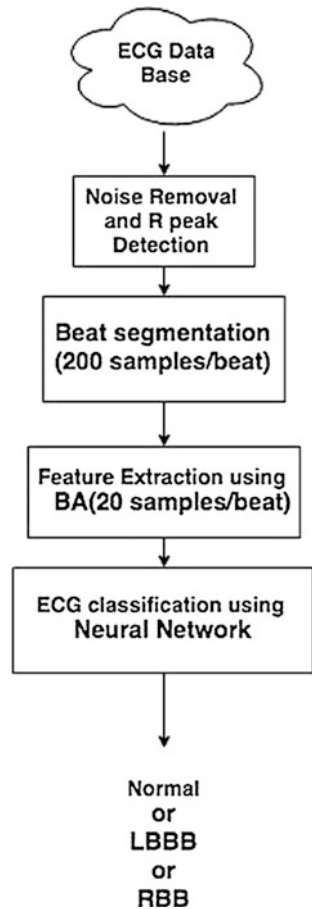 ECG Data
Base
Noise Removal
and R peak
Detection
Beat segmentation
(200 samples/beat)
Feature Extraction using
BA(20 samples/beat)
ECG classification using
Neural Network
Normal
or
LBBB
or
RBB